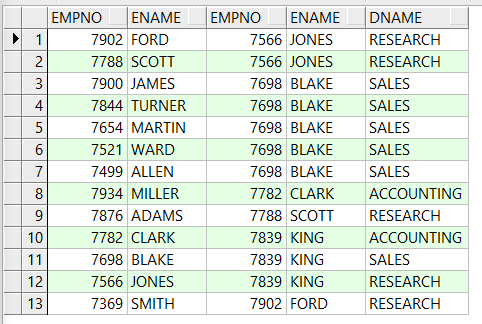 EMPNO ENAME EMPNO ENAME DNAME
1 7902 FORD 7566 JONES RESEARCH
2 7788 SCOTT 7566 JONES RESEARCH
3 7900 JAMES 7698 BLAKE SALES
4 7844 TURNER 7698 BLAKE SALES
5 7654 MARTIN 7698 BLAKE SALES
6 7521 WARD 7698 BLAKE SALES
7 7499 ALLEN 7698 BLAKE SALES
8 7934 MILLER 7782 CLARK ACCOUNTING
9 7876 ADAMS 7788 SCOTT RESEARCH
10 7782 CLARK 7839 KING ACCOUNTING
11 7698 BLAKE 7839 KING SALES
12 7566 JONES 7839 KING RESEARCH
13 7369 SMITH 7902 FORD RESEARCH